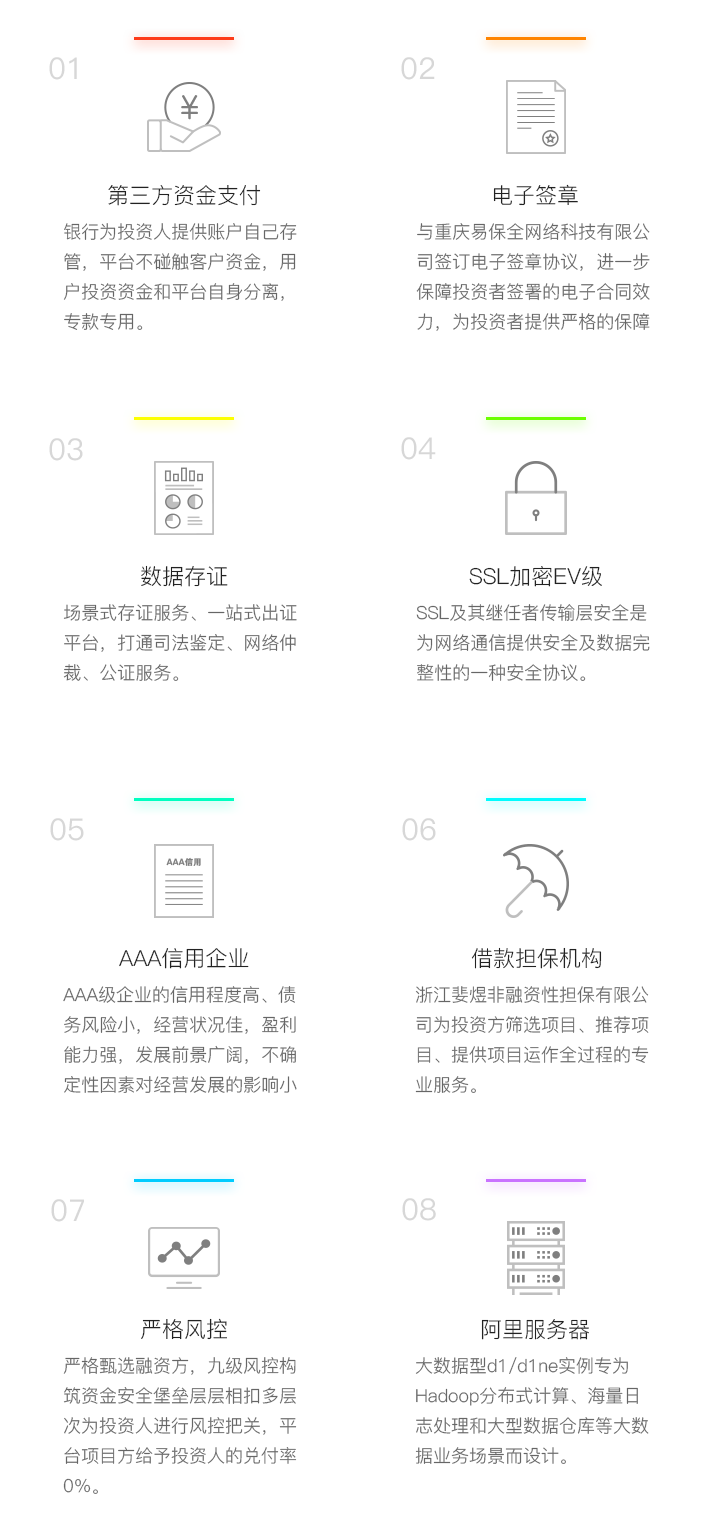 01
第三方资金支付
银行为投资人提供账户自己存
管，平台不碰触客户资金，用
户投资资金和平台自身分离，
专款专用。
02
电子签章
与重庆易保全网络科技有限公
司签订电子签章协议，进一步
保障投资者签署的电子合同效
力，为投资者提供严格的保障
03
数据存证
场景式存证服务、一站式出证
平台，打通司法鉴定、网络仲
裁、公证服务。
04
SSL加密EV级
SSL及其继任者传输层安全是
为网络通信提供安全及数据完
整性的一种安全协议。
05
AAA信用
AAA信用企业
AAA级企业的信用程度高、债
务风险小，经营状况佳，盈利
能力强，发展前景广阔，不确
定性因素对经营发展的影响小
06
借款担保机构
浙江斐煜非融资性担保有限公
司为投资方筛选项目、推荐项
目、提供项目运作全过程的专
业服务。
07
严格风控
严格甄选融资方，九级风控构
筑资金安全堡垒层层相扣多层
次为投资人进行风控把关，平
台项目方给予投资人的兑付率
0%。
08
阿里服务器
大数据型d1/d1ne实例专为
Hadoop分布式计算、海量日
志处理和大型数据仓库等大数
据业务场景而设计。